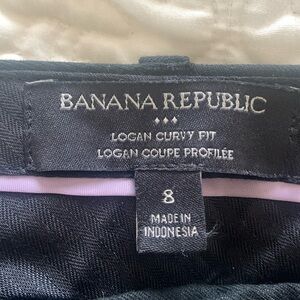 BANANA REPUBLIC
LOGAN CURVY FIT
LOGAN COUPE PROFILÉE
8
MADE IN
INDONESIA